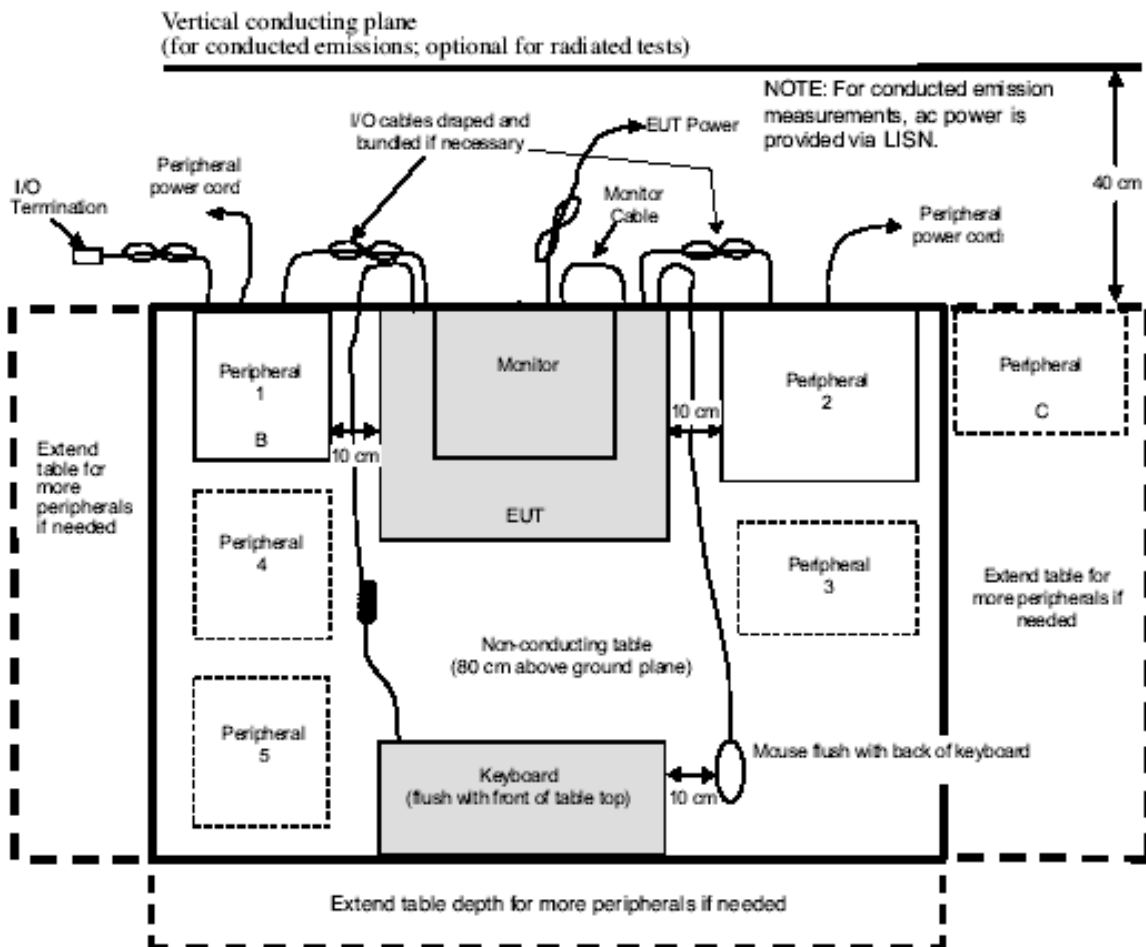 Vertical conducting plane
(for conducted emissions; optional for radiated tests)
NOTE: For conducted emission
measurements, ac power is
provided via LISN.
I/O cables draped and
bundled if necessary
EUT Power
40 cm
Peripheral
power cord
I/O
Termination
Monitor
Cable
Peripheral
power cord
Peripheral
1
B
Monitor
Peripheral
2
Peripheral
C
10 cm
10 cm
EUT
Extend
table for
more
peripherals
if needed
Peripheral
4
Peripheral
3
Extend table for
more peripherals if
needed
Non-conducting table
(80 cm above ground plane)
Peripheral
5
Keyboard
(flush with front of table top)
10 cm
Mouse flush with back of keyboard
Extend table depth for more peripherals if needed